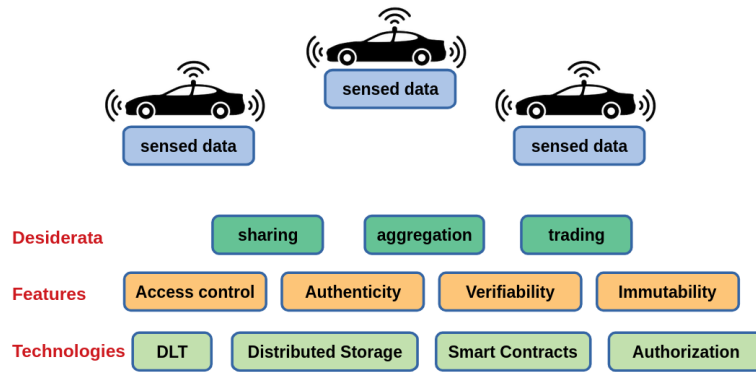 sensed data
sensed data
sensed data
Desiderata
sharing
aggregation
trading
Features
Access control
Authenticity
Verifiability
Immutability
Technologies
DLT
Distributed Storage
Smart Contracts
Authorization